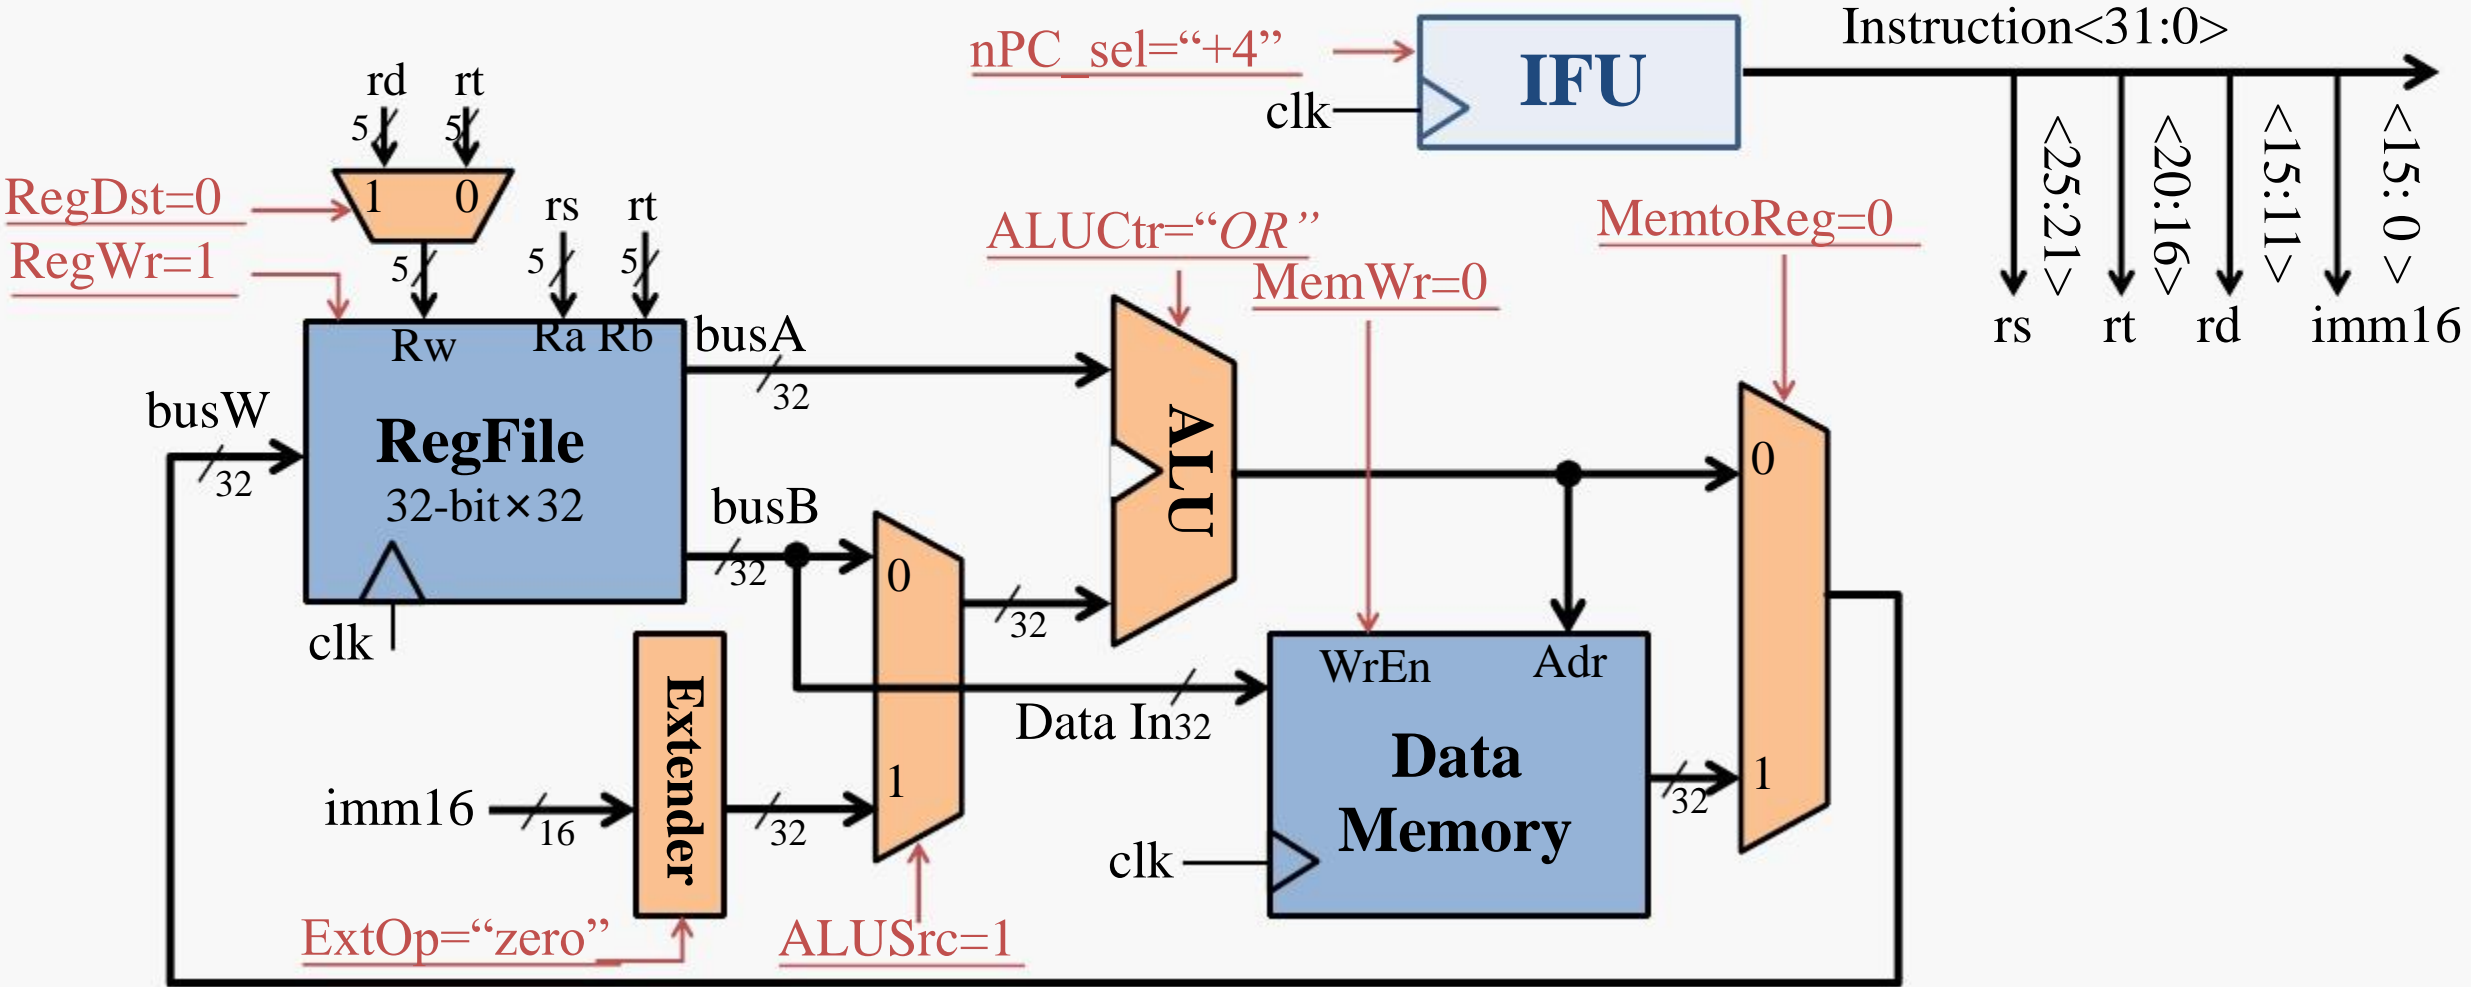 nPC_sel=“+4”
clk
IFU
Instruction<31:0>
<25:21>
<20:16>
<15:11>
<15: 0 >
rs
rt
rd
imm16
rd
rt
5
5
1
0
RegDst=0
RegWr=1
5
rs
rt
5
5
Rw
Ra
Rb
RegFile
32-bit×32
clk
busW
32
busA
32
busB
32
0
1
32
ALUCtr=“OR”
ALU
MemWr=0
MemtoReg=0
0
1
WrEn
Adr
Data In
32
Data
Memory
32
clk
imm16
16
Extender
32
ExtOp=“zero”
ALUSrc=1